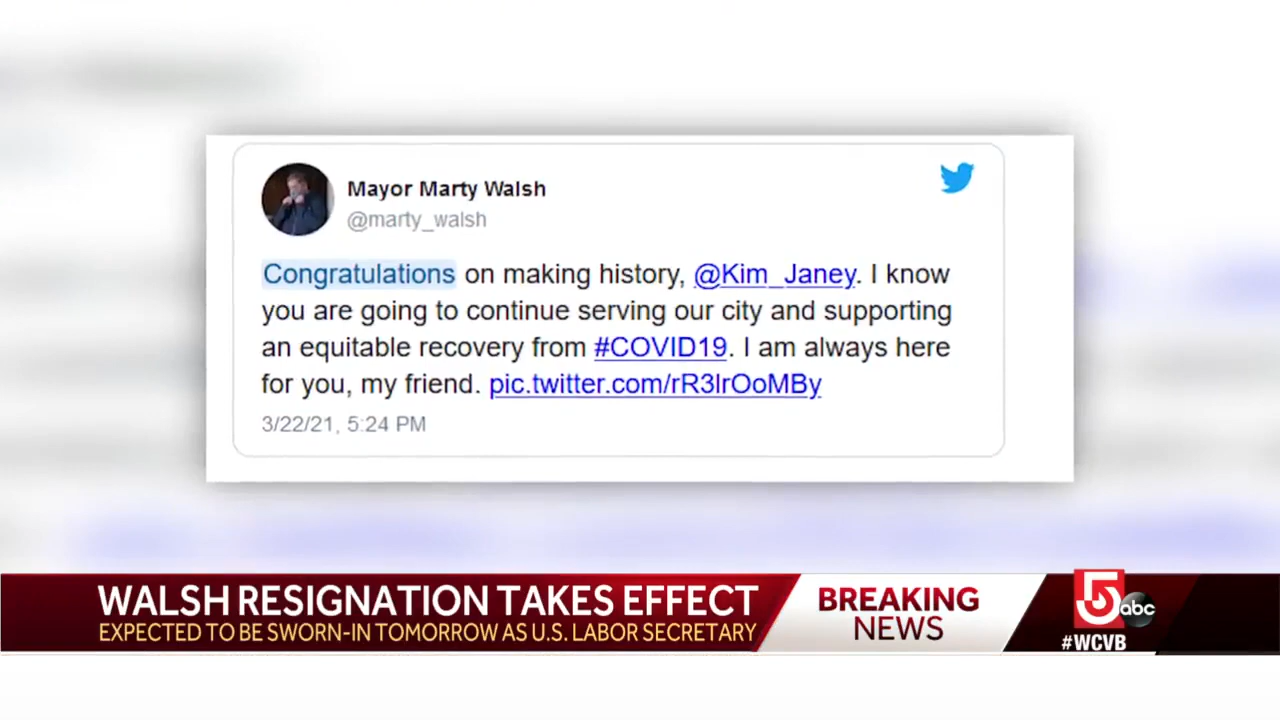 Mayor Marty Walsh
@marty_walsh
Congratulations on making history, @Kim_Janey. I know
you are going to continue serving our city and supporting
an equitable recovery from #COVID19. I am always here
for you, my friend. pic.twitter.com/rR3lrOoMBy
3/22/21, 5:24 PM
WALSH RESIGNATION TAKES EFFECT
EXPECTED TO BE SWORN-IN TOMORROW AS U.S. LABOR SECRETARY
BREAKING
NEWS
5 abc
#WCVB